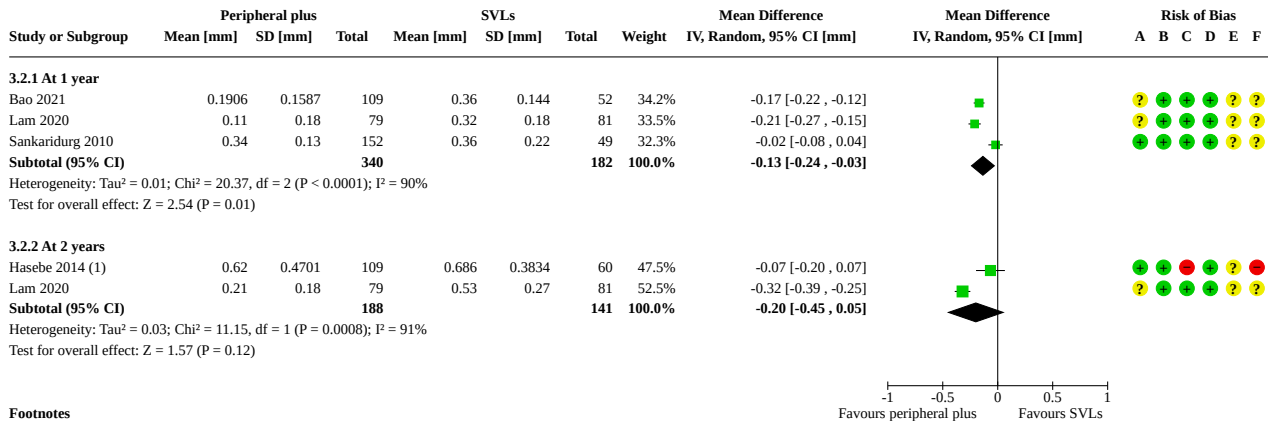 Peripheral plus SVLs Mean Difference Mean Difference Risk of Bias
Study or Subgroup Mean [mm] SD [mm] Total Mean [mm] SD [mm] Total Weight IV, Random, 95% CI [mm] IV, Random, 95% CI [mm] A B C D E F
3.2.1 At 1 year
Bao 2021 0.1906 0.1587 109 0.36 0.144 52 34.2% -0.17 [-0.22 , -0.12] ? + + + ? ?
Lam 2020 0.11 0.18 79 0.32 0.18 81 33.5% -0.21 [-0.27 , -0.15] ? + + + ? ?
Sankaridurg 2010 0.34 0.13 152 0.36 0.22 49 32.3% -0.02 [-0.08 , 0.04] + + + + ? ?
Subtotal (95% CI) 340 182 100.0% -0.13 [-0.24 , -0.03]
Heterogeneity: Tau² = 0.01; Chi² = 20.37, df = 2 (P < 0.0001); I² = 90%
Test for overall effect: Z = 2.54 (P = 0.01)
3.2.2 At 2 years
Hasebe 2014 (1) 0.62 0.4701 109 0.686 0.3834 60 47.5% -0.07 [-0.20 , 0.07] + + − + ? −
Lam 2020 0.21 0.18 79 0.53 0.27 81 52.5% -0.32 [-0.39 , -0.25] ? + + + ? ?
Subtotal (95% CI) 188 141 100.0% -0.20 [-0.45 , 0.05]
Heterogeneity: Tau² = 0.03; Chi² = 11.15, df = 1 (P = 0.0008); I² = 91%
Test for overall effect: Z = 1.57 (P = 0.12)
-1 -0.5 0 0.5 1
Favours peripheral plus Favours SVLs
Footnotes